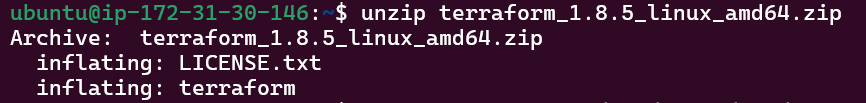 ubuntu@ip-172-31-30-146:~$ unzip terraform_1.8.5_linux_amd64.zip
Archive:  terraform_1.8.5_linux_amd64.zip
  inflating: LICENSE.txt
  inflating: terraform